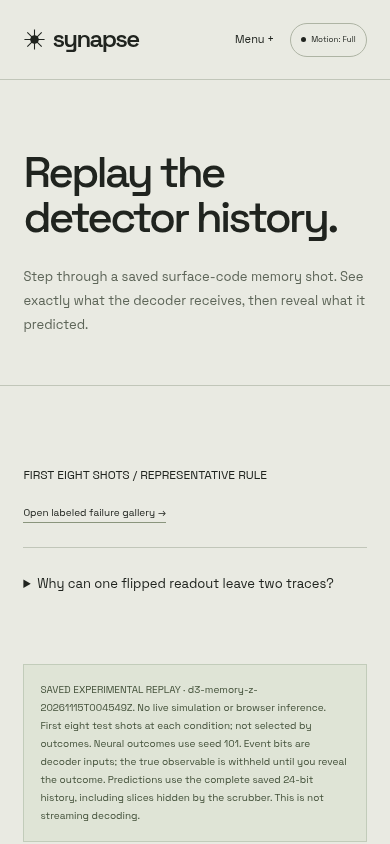 synapse
Menu +
Motion: Full
Replay the
detector history.
Step through a saved surface-code memory shot. See
exactly what the decoder receives, then reveal what it
predicted.
FIRST EIGHT SHOTS / REPRESENTATIVE RULE
Open labeled failure gallery →
▶ Why can one flipped readout leave two traces?
SAVED EXPERIMENTAL REPLAY · d3-memory-z-
20261115T004549Z. No live simulation or browser inference.
First eight test shots at each condition; not selected by
outcomes. Neural outcomes use seed 101. Event bits are
decoder inputs; the true observable is withheld until you reveal
the outcome. Predictions use the complete saved 24-bit
history, including slices hidden by the scrubber. This is not
streaming decoding.